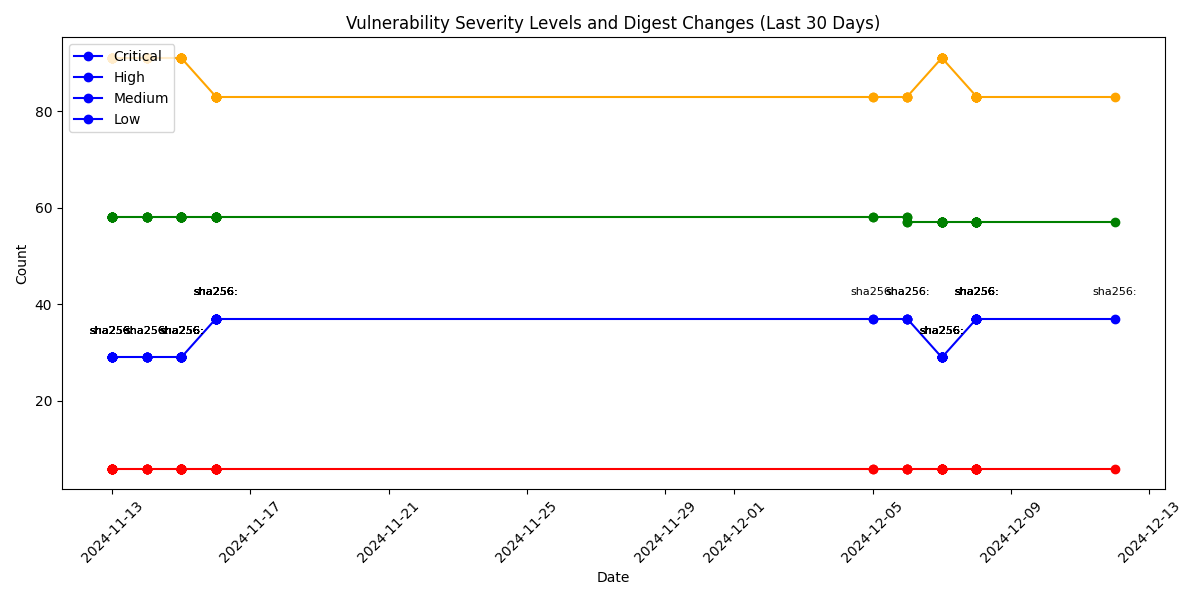 Vulnerability Severity Levels and Digest Changes (Last 30 Days)
Critical
High
Medium
Low
Count
80
60
40
20
sha256:
sha256:
sha256:
sha256:
sha256:
sha256:
sha256:
sha256:
sha256:
2024-11-13
2024-11-17
2024-11-21
2024-11-25
2024-11-29
2024-12-01
2024-12-05
2024-12-09
2024-12-13
Date